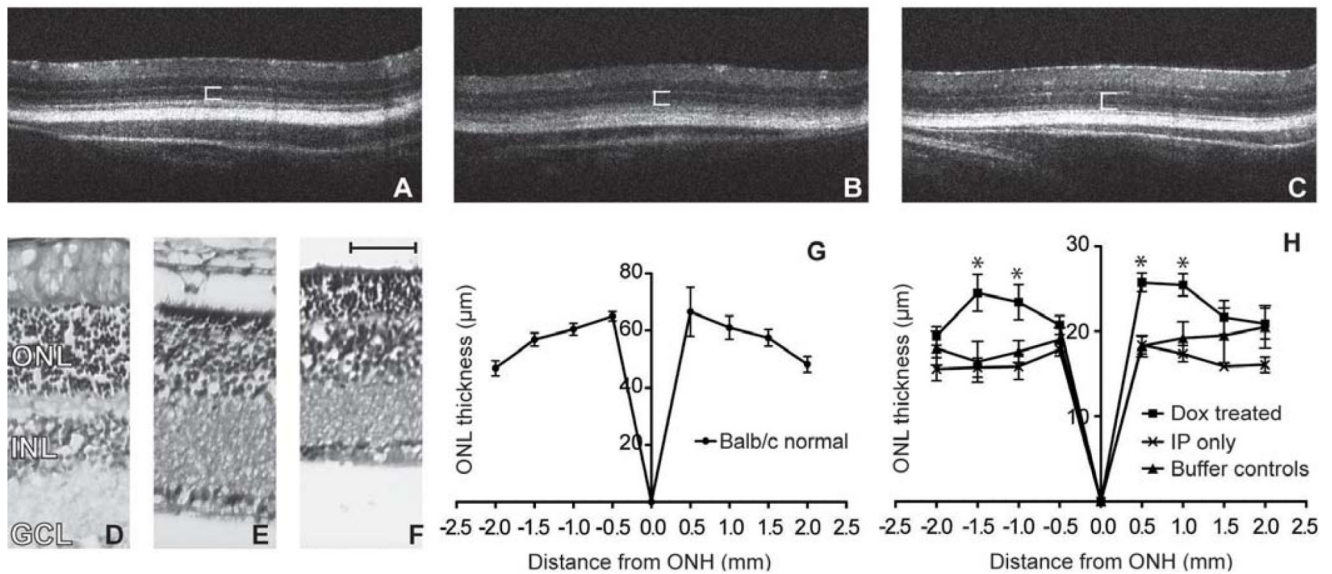 A
B
C
ONL
INL
GCL
D
E
F
G
ONL thickness (µm)
80
60
40
20
Balb/c normal
-2.5 -2.0 -1.5 -1.0 -0.5 0.0 0.5 1.0 1.5 2.0 2.5
Distance from ONH (mm)
H
ONL thickness (µm)
30
20
10
* * * *
Dox treated
IP only
Buffer controls
-2.5 -2.0 -1.5 -1.0 -0.5 0.0 0.5 1.0 1.5 2.0 2.5
Distance from ONH (mm)